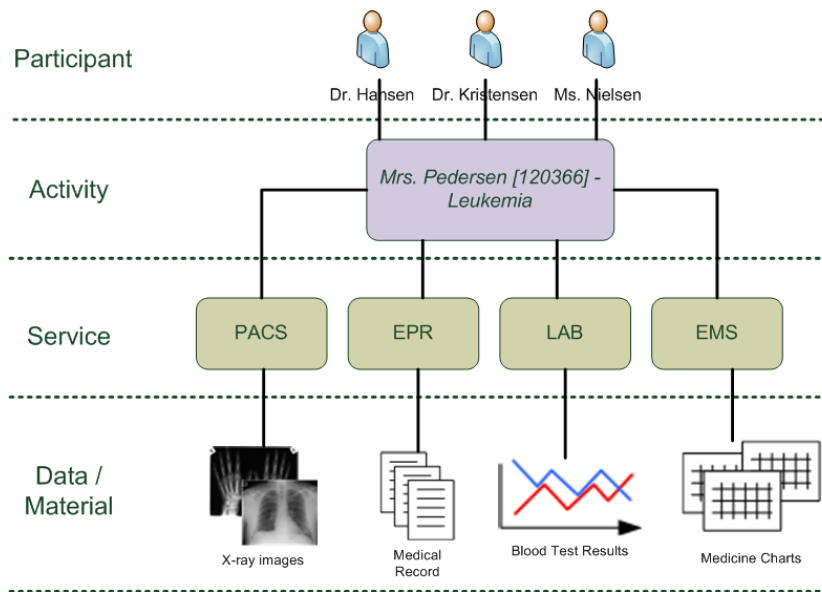 Participant
Dr. Hansen
Dr. Kristensen
Ms. Nielsen
Activity
Mrs. Pedersen [120366] -
Leukemia
Service
PACS
EPR
LAB
EMS
Data /
Material
X-ray images
Medical
Record
Blood Test Results
Medicine Charts